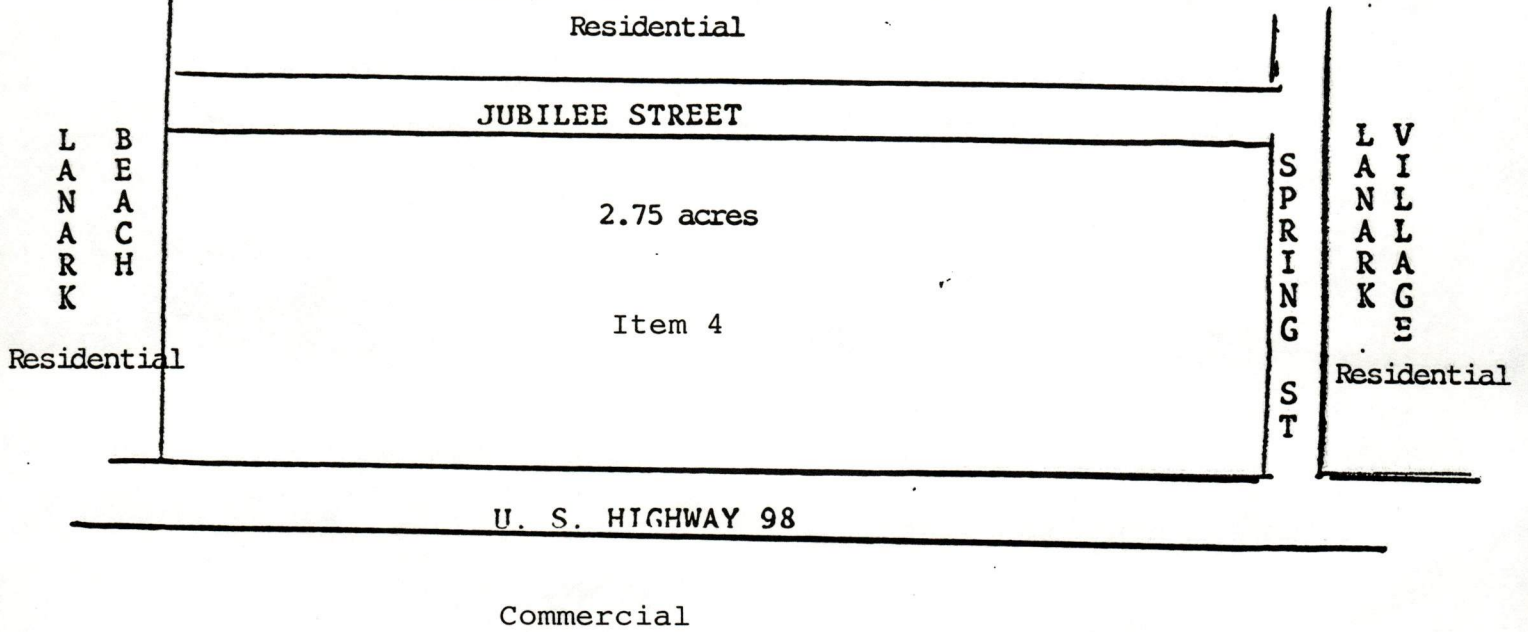 Residential
JUBILEE STREET
LANARK
BEACH
2.75 acres
Item 4
SPRING ST
LANARK
VILLAGE
Residential
Residential
U. S. HIGHWAY 98
Commercial